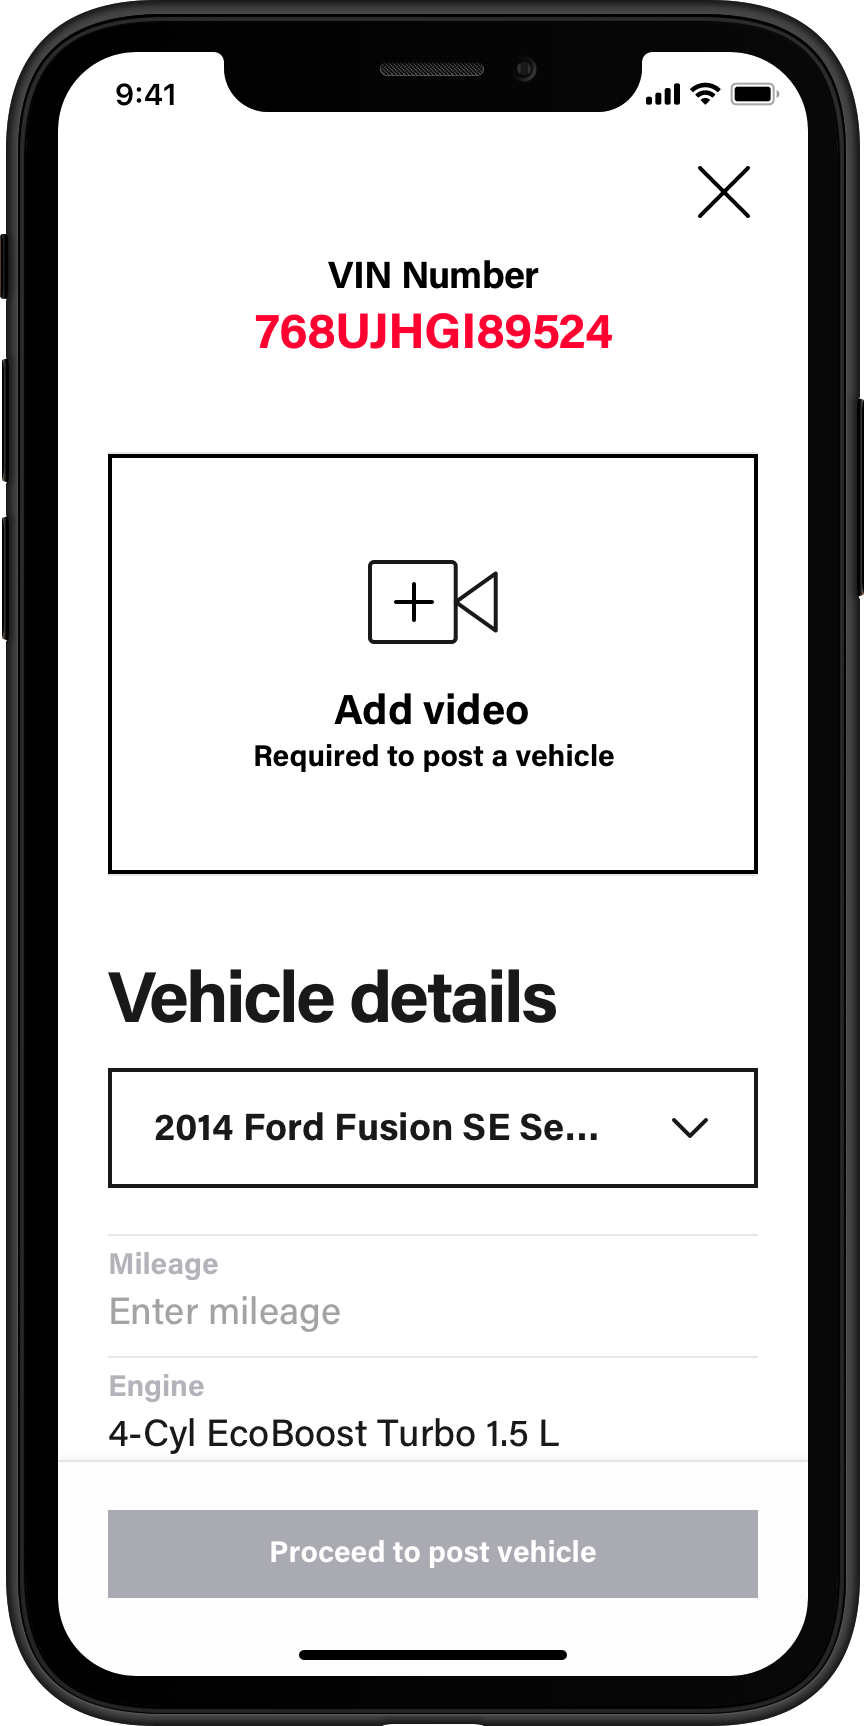 9:41
VIN Number
768UJHGI89524
Add video
Required to post a vehicle
Vehicle details
2014 Ford Fusion SE Se...
Mileage
Enter mileage
Engine
4-Cyl EcoBoost Turbo 1.5 L
Proceed to post vehicle